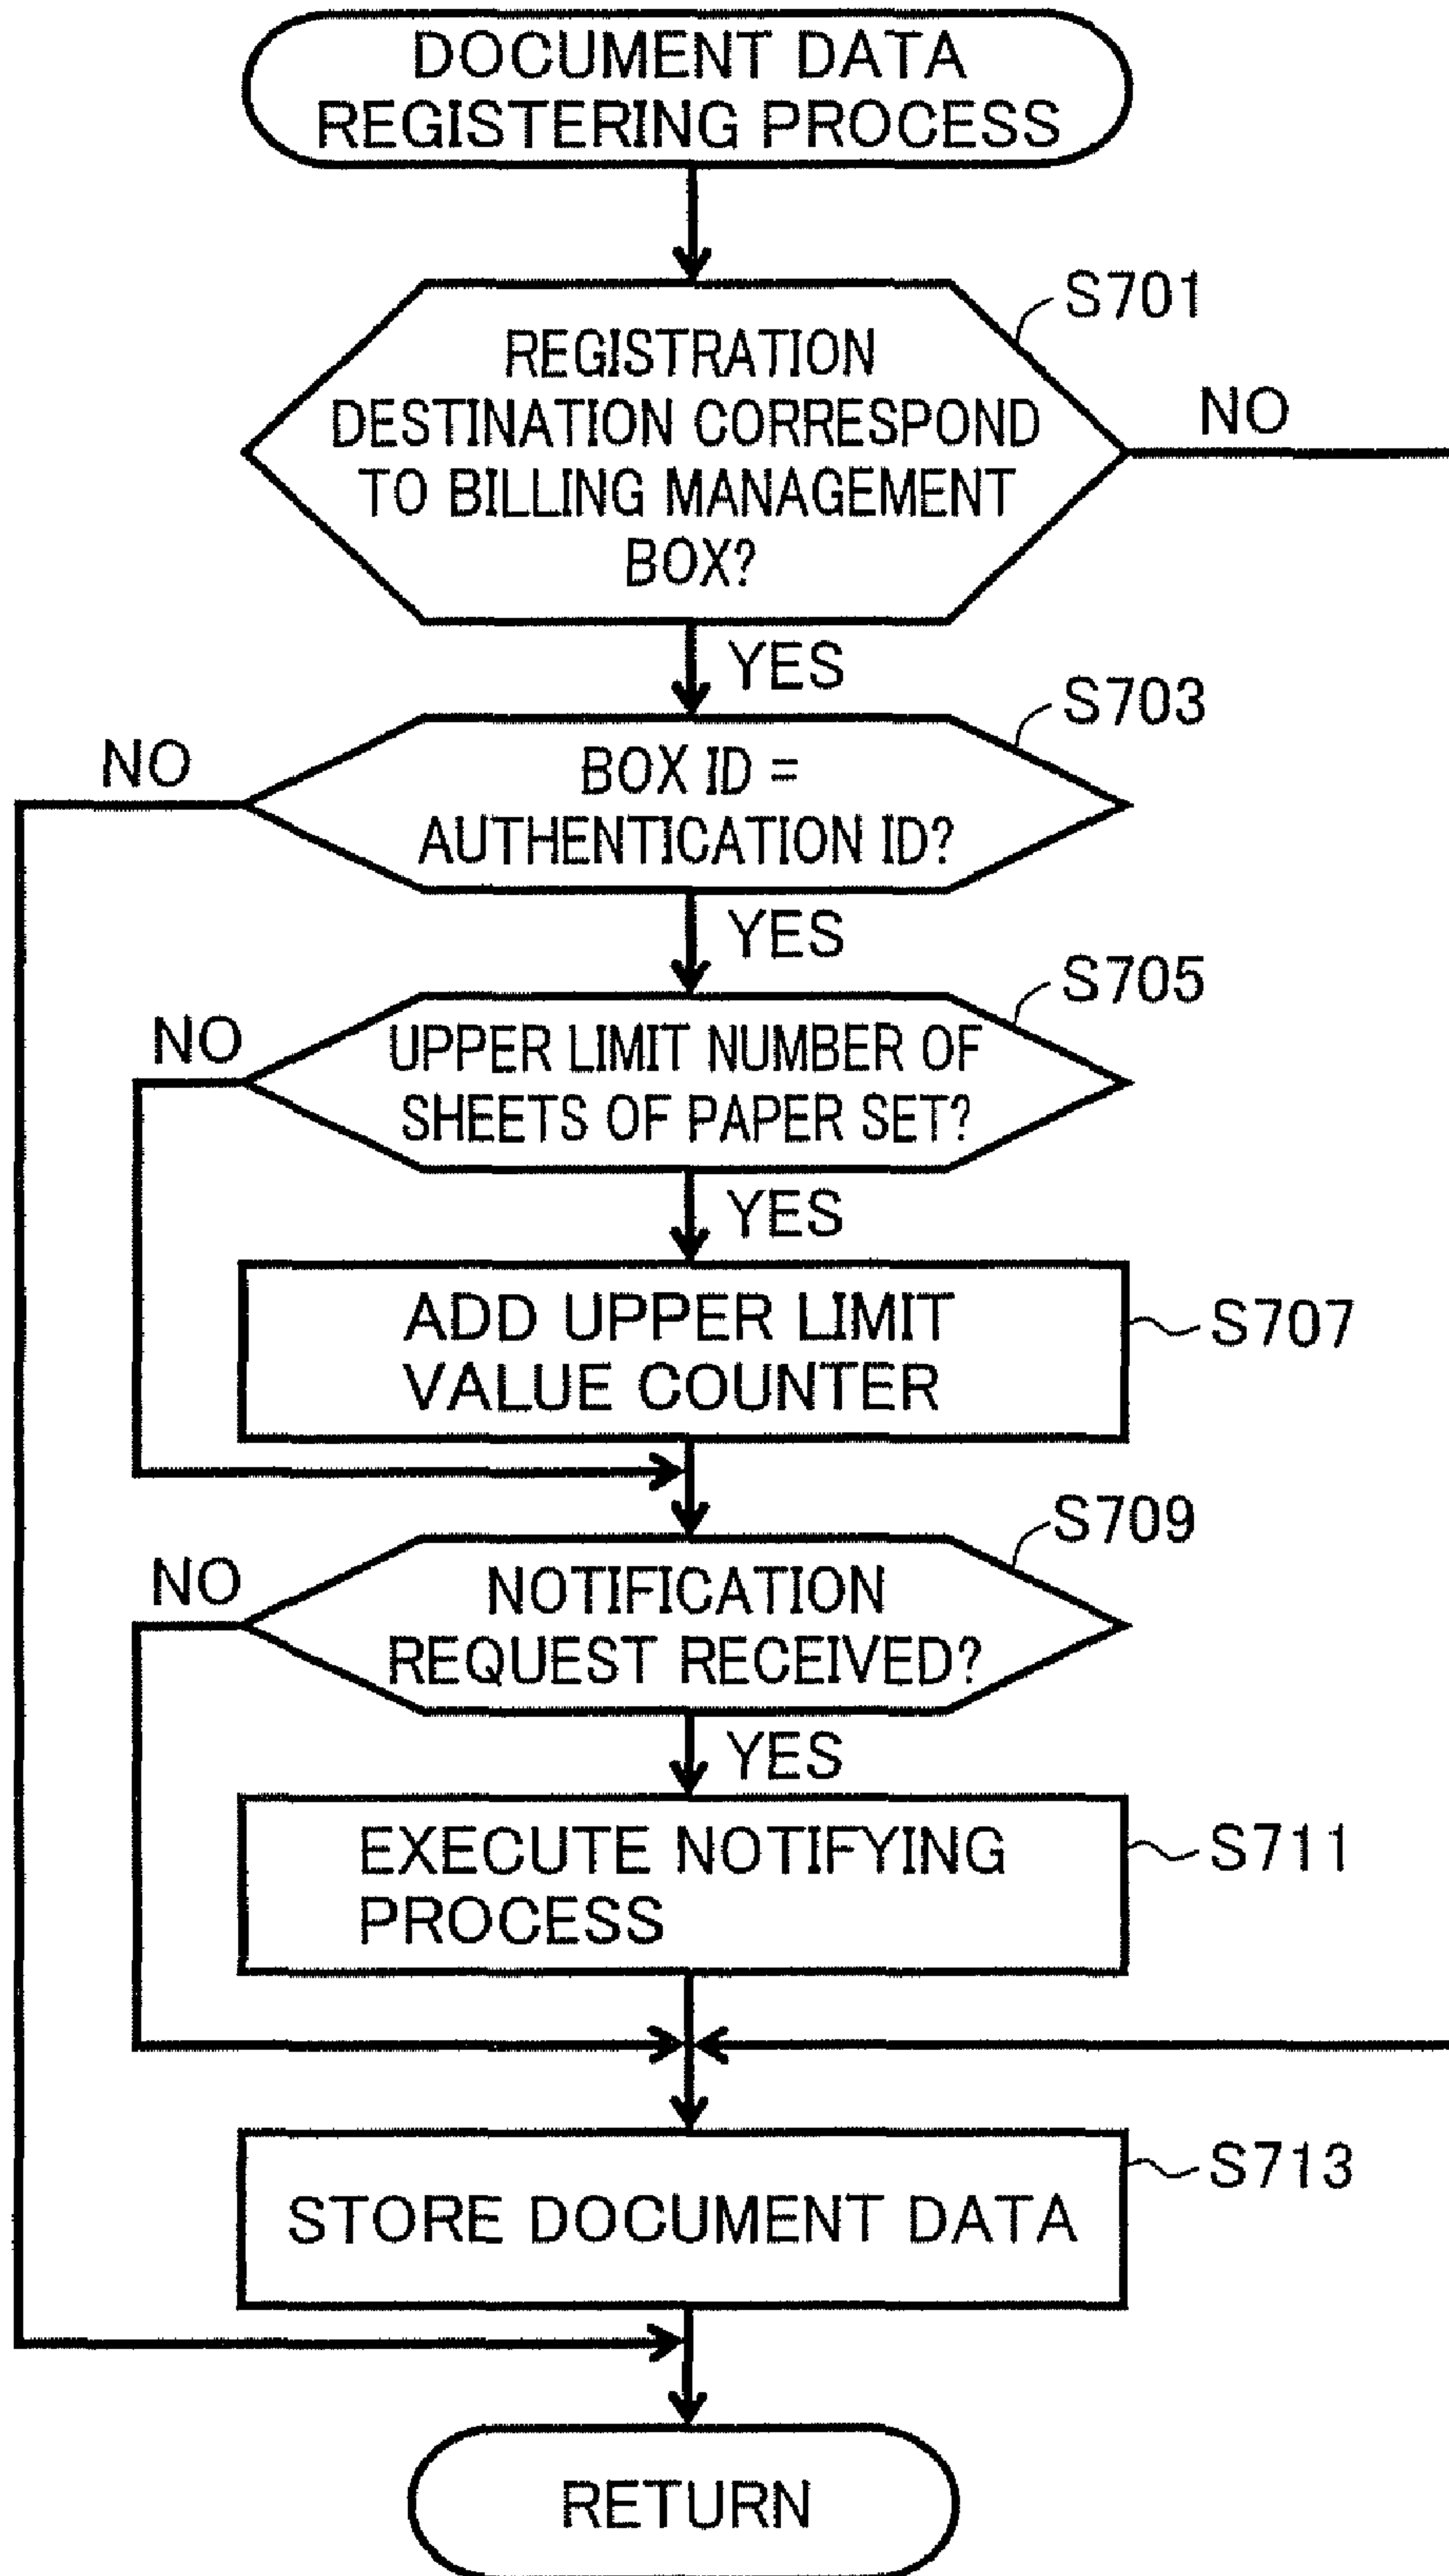 DOCUMENT DATA
REGISTERING PROCESS
S701
REGISTRATION
DESTINATION CORRESPOND
TO BILLING MANAGEMENT
BOX?
NO
YES
S703
NO
BOX ID =
AUTHENTICATION ID?
YES
S705
NO
UPPER LIMIT NUMBER OF
SHEETS OF PAPER SET?
YES
ADD UPPER LIMIT
VALUE COUNTER
S707
S709
NO
NOTIFICATION
REQUEST RECEIVED?
YES
EXECUTE NOTIFYING
PROCESS
S711
S713
STORE DOCUMENT DATA
RETURN